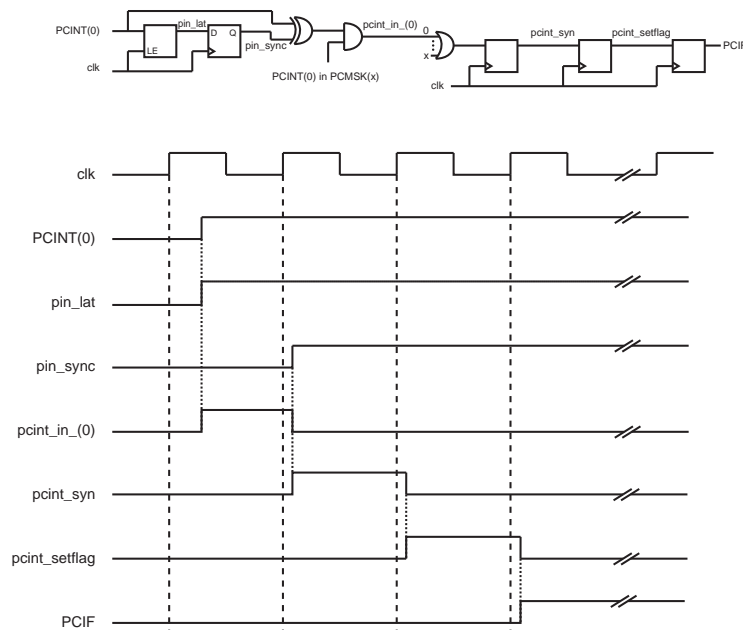 PCINT(0)
pin_lat
LE
D Q
pin_sync
clk
PCINT(0) in PCMSK(x)
pcint_in_(0)
0
x
clk
pcint_syn
pcint_setflag
PCIF
clk
PCINT(0)
pin_lat
pin_sync
pcint_in_(0)
pcint_syn
pcint_setflag
PCIF